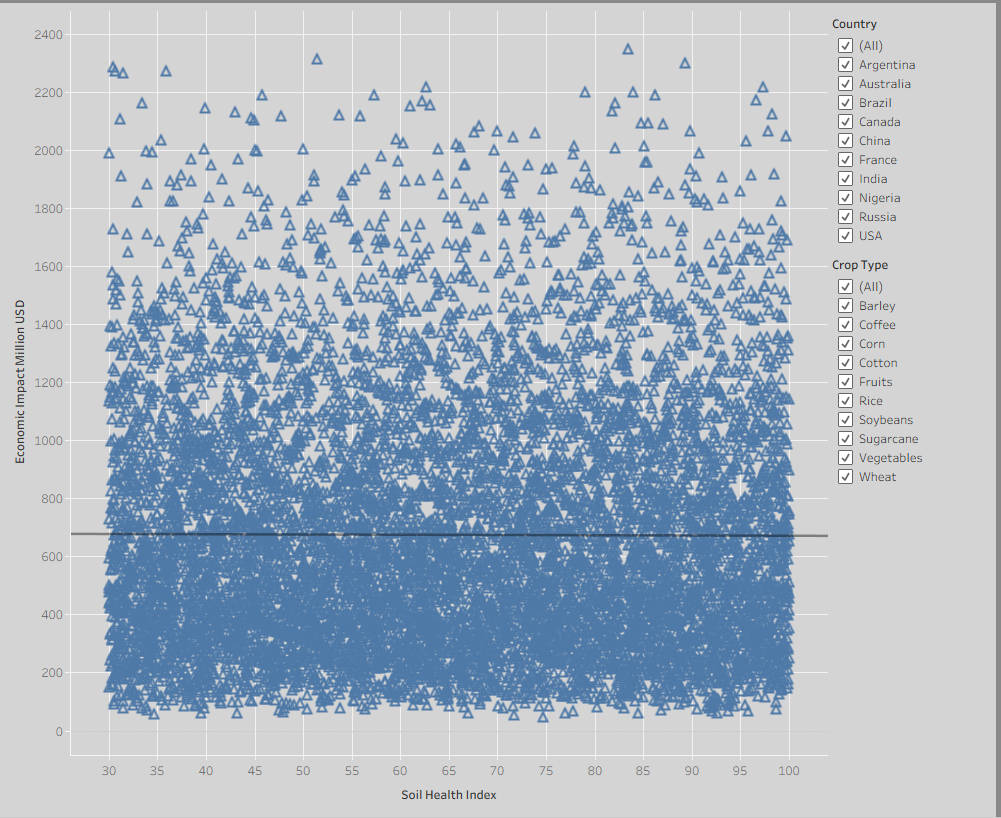 Economic Impact Million USD
2400
2200
2000
1800
1600
1400
1200
1000
800
600
400
200
0
30 35 40 45 50 55 60 65 70 75 80 85 90 95 100
Soil Health Index
Country
(All)
Argentina
Australia
Brazil
Canada
China
France
India
Nigeria
Russia
USA
Crop Type
(All)
Barley
Coffee
Corn
Cotton
Fruits
Rice
Soybeans
Sugarcane
Vegetables
Wheat